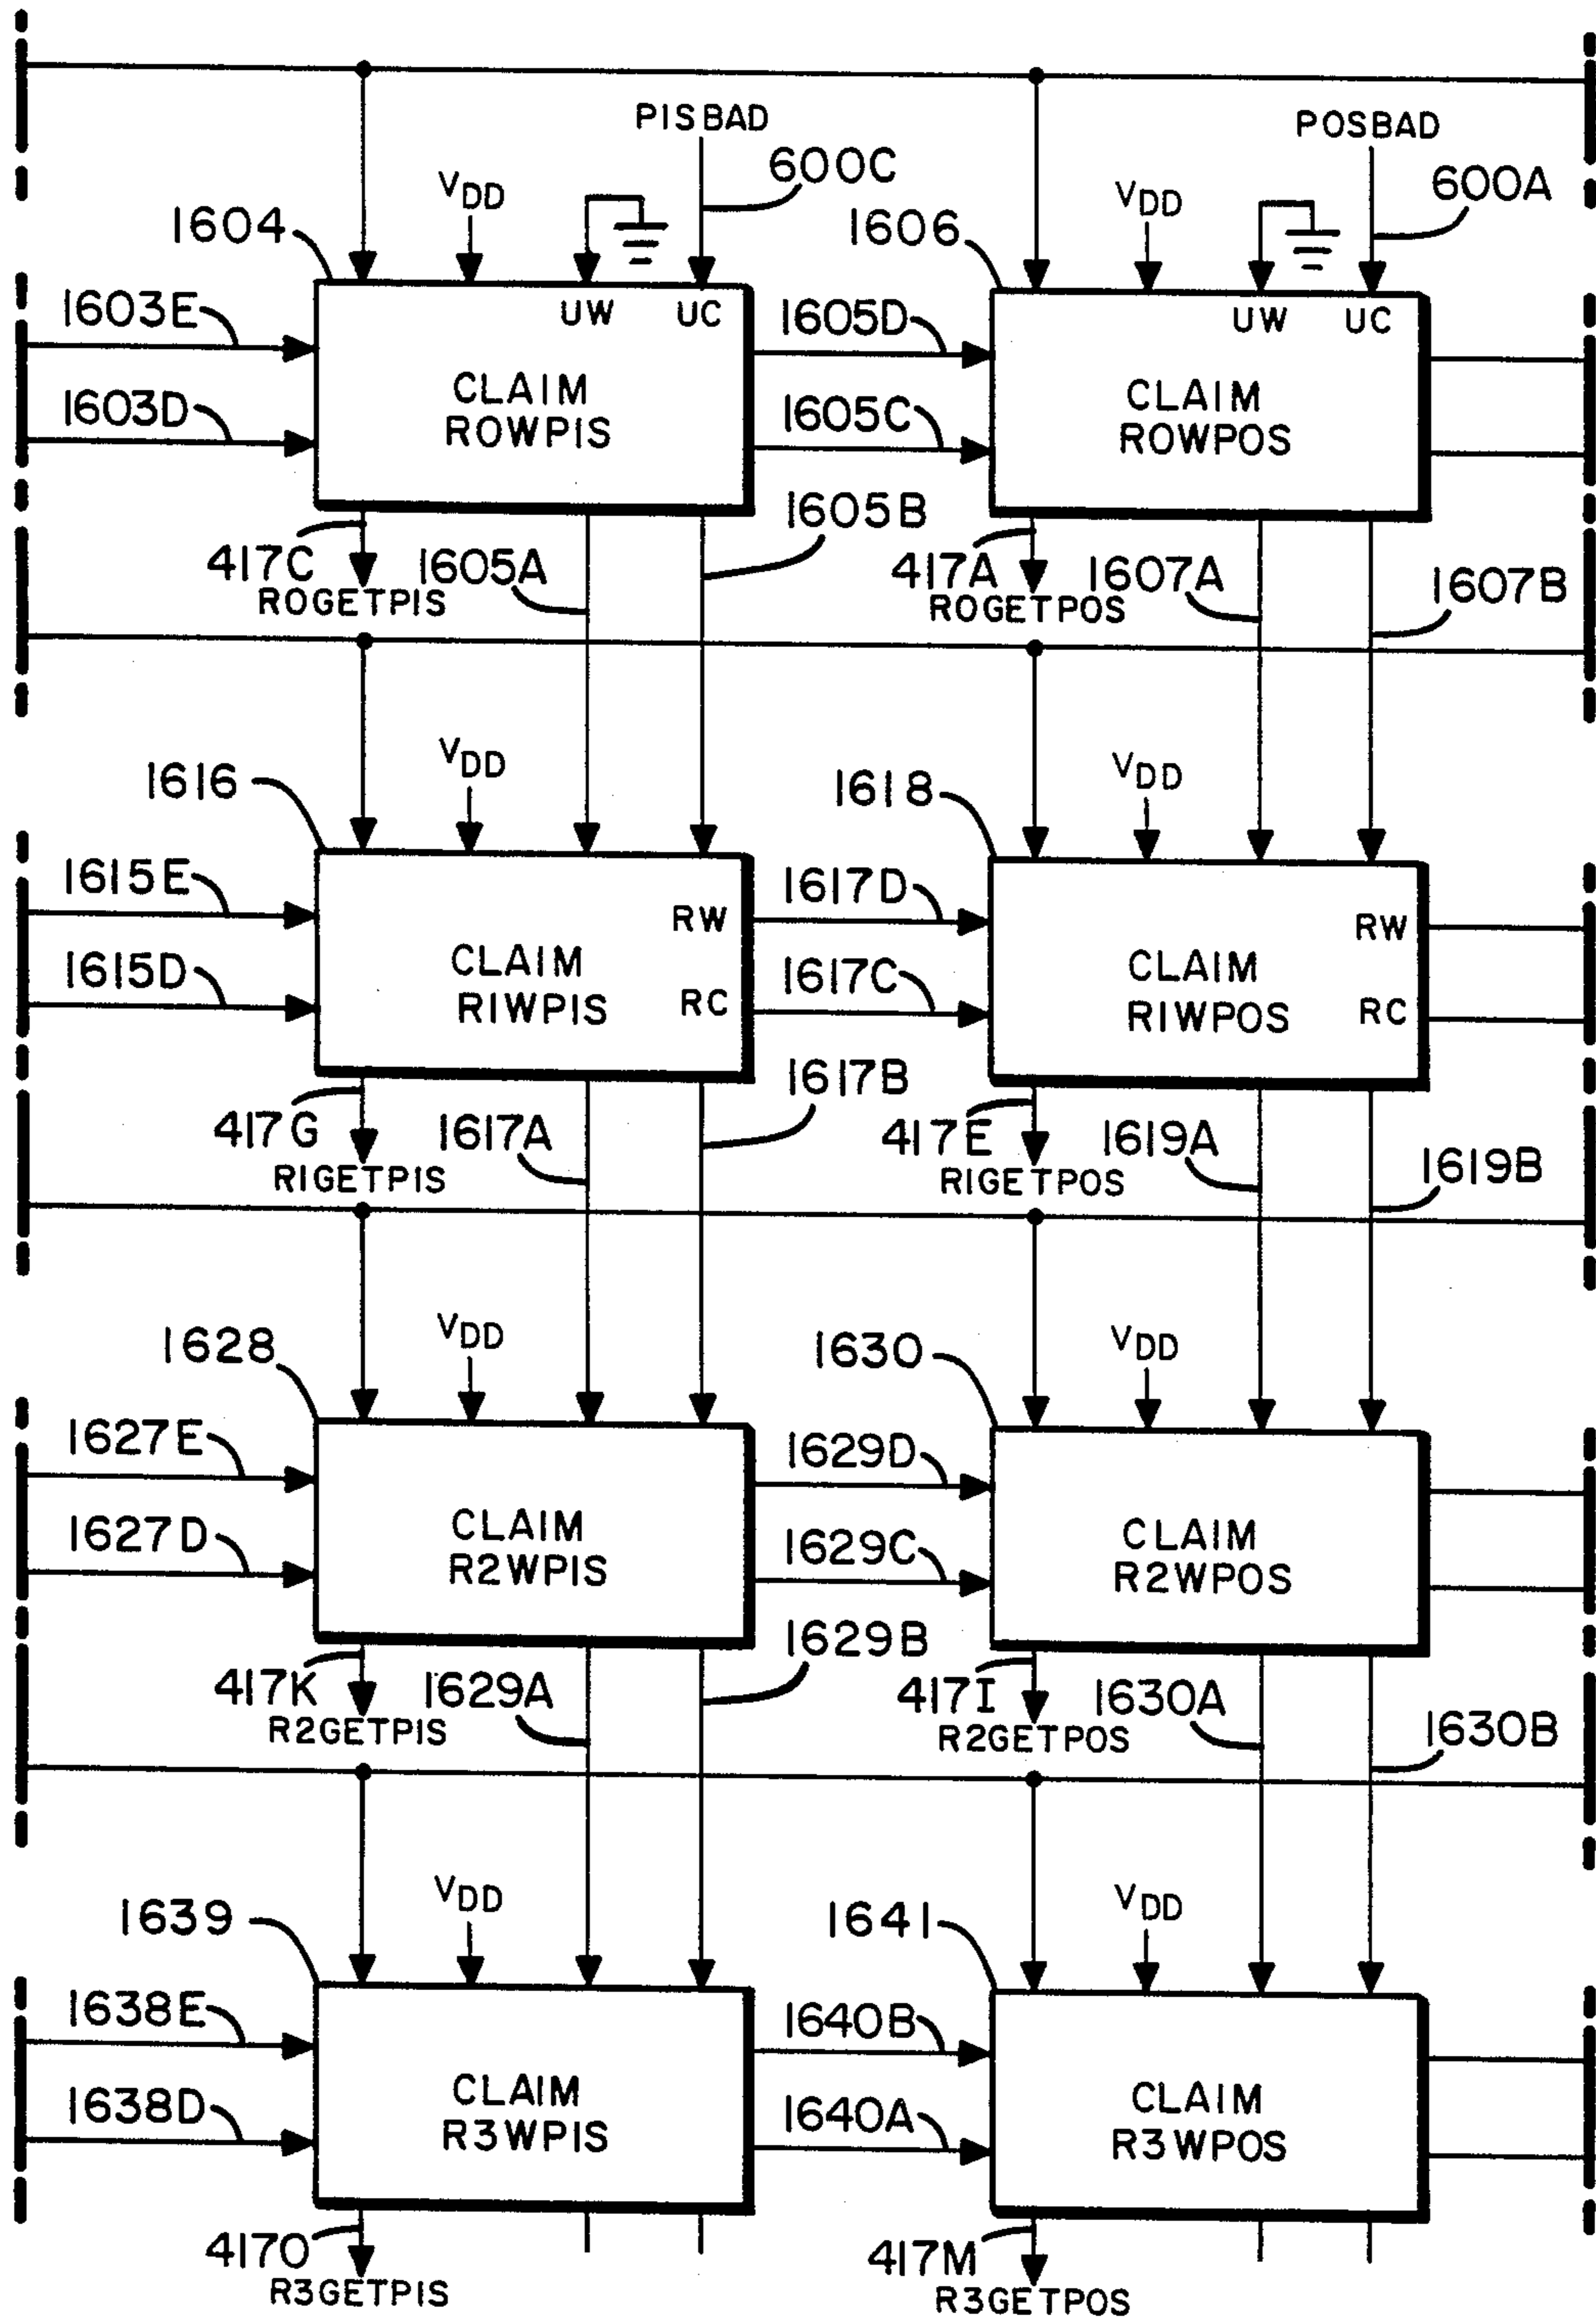 PISBAD
POSBAD
600C
600A
VDD
VDD
1604
1606
UW UC
UW UC
1603E
1605D
CLAIM
ROWPIS
CLAIM
ROWPOS
1603D
1605C
1605B
417C
1605A
417A
1607A
1607B
ROGETPIS
ROGETPOS
VDD
VDD
1616
1618
1615E
1617D
RW
RW
CLAIM
R1WPIS
CLAIM
R1WPOS
1615D
1617C
RC
RC
1617B
417G
1617A
417E
1619A
1619B
R1GETPIS
R1GETPOS
VDD
VDD
1628
1630
1627E
1629D
CLAIM
R2WPIS
CLAIM
R2WPOS
1627D
1629C
1629B
417K
1629A
417I
1630A
1630B
R2GETPIS
R2GETPOS
VDD
VDD
1639
1641
1638E
1640B
CLAIM
R3WPIS
CLAIM
R3WPOS
1638D
1640A
417O
417M
R3GETPIS
R3GETPOS